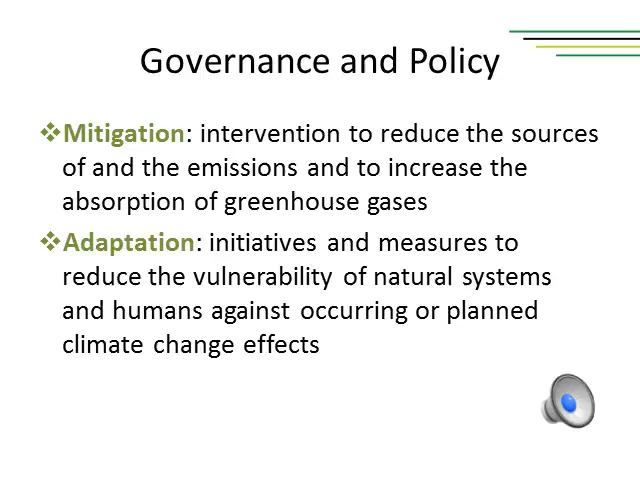 Governance and Policy
Mitigation: intervention to reduce the sources
of and the emissions and to increase the
absorption of greenhouse gases
Adaptation: initiatives and measures to
reduce the vulnerability of natural systems
and humans against occurring or planned
climate change effects